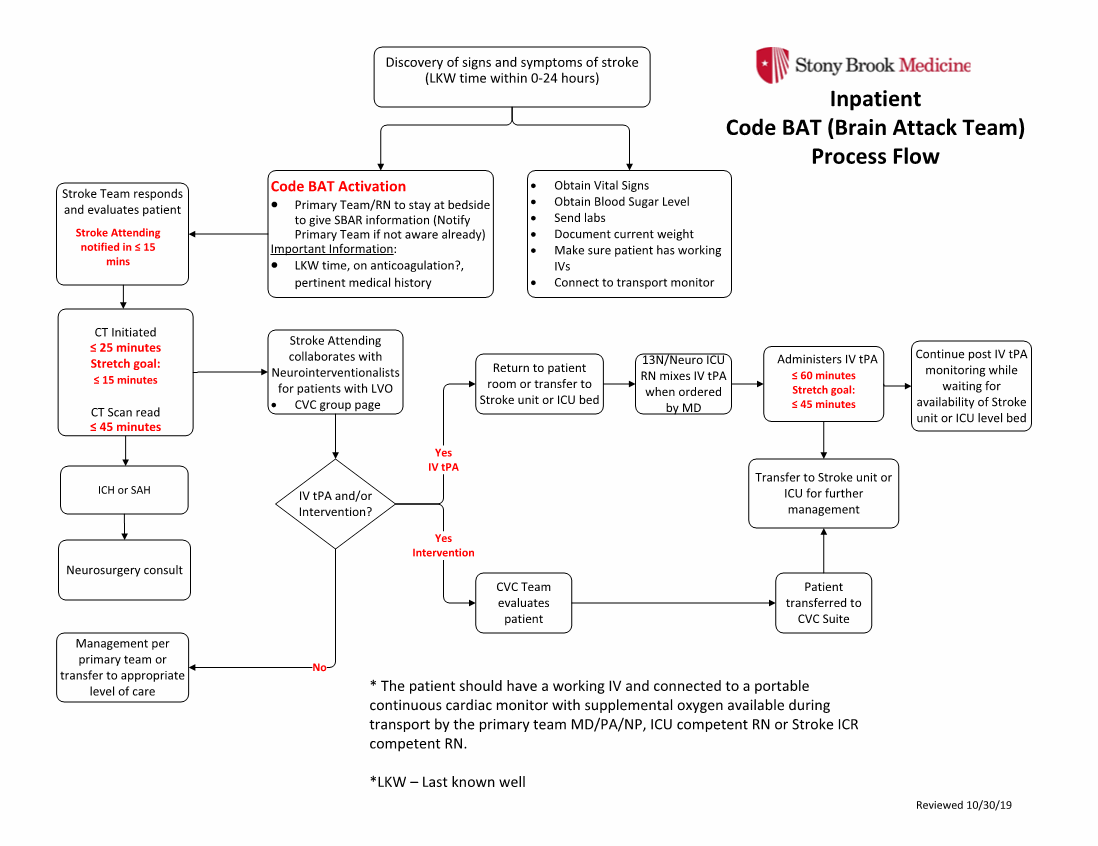 Stony Brook Medicine
Inpatient
Code BAT (Brain Attack Team)
Process Flow
Discovery of signs and symptoms of stroke
(LKW time within 0-24 hours)
Code BAT Activation
● Primary Team/RN to stay at bedside
to give SBAR information (Notify
Primary Team if not aware already)
Important Information:
● LKW time, on anticoagulation?,
pertinent medical history
• Obtain Vital Signs
• Obtain Blood Sugar Level
• Send labs
• Document current weight
• Make sure patient has working
IVs
• Connect to transport monitor
Stroke Team responds
and evaluates patient
Stroke Attending
notified in ≤ 15
mins
CT Initiated
≤ 25 minutes
Stretch goal:
≤ 15 minutes
CT Scan read
≤ 45 minutes
Stroke Attending
collaborates with
Neurointerventionalists
for patients with LVO
• CVC group page
Return to patient
room or transfer to
Stroke unit or ICU bed
13N/Neuro ICU
RN mixes IV tPA
when ordered
by MD
Administers IV tPA
≤ 60 minutes
Stretch goal:
≤ 45 minutes
Continue post IV tPA
monitoring while
waiting for
availability of Stroke
unit or ICU level bed
Yes
IV tPA
ICH or SAH
IV tPA and/or
Intervention?
Transfer to Stroke unit or
ICU for further
management
Yes
Intervention
Neurosurgery consult
CVC Team
evaluates
patient
Patient
transferred to
CVC Suite
Management per
primary team or
transfer to appropriate
level of care
No
* The patient should have a working IV and connected to a portable
continuous cardiac monitor with supplemental oxygen available during
transport by the primary team MD/PA/NP, ICU competent RN or Stroke ICR
competent RN.
*LKW – Last known well
Reviewed 10/30/19